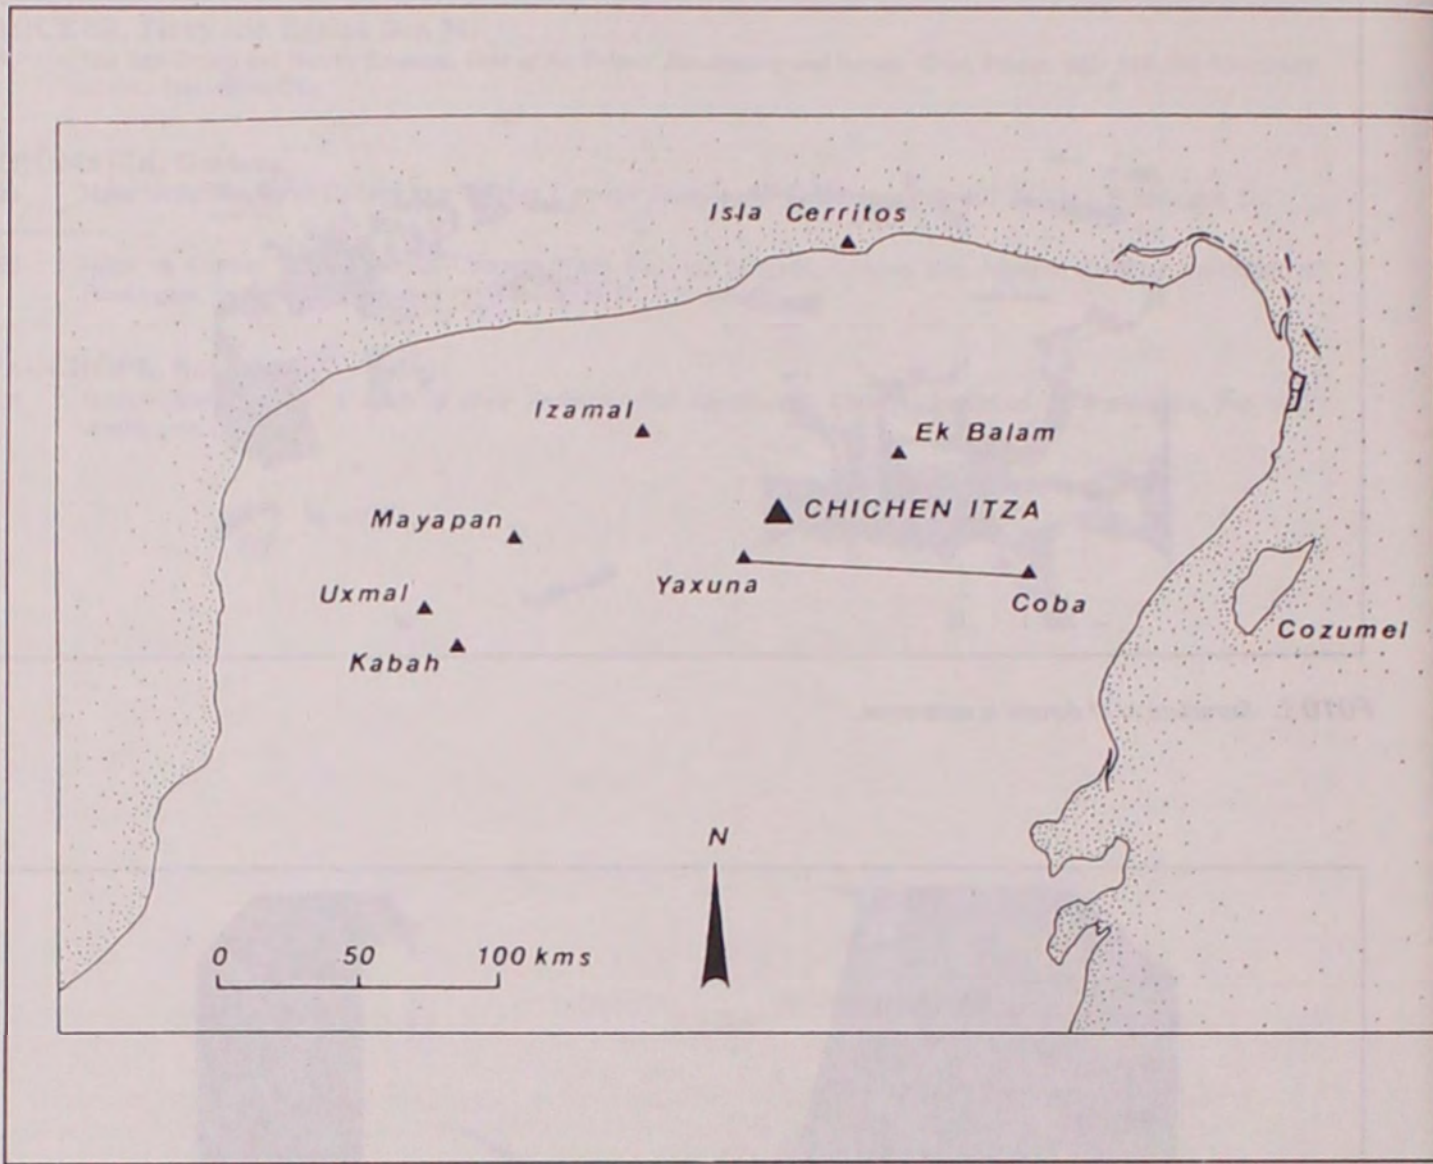 Isla Cerritos
Izamal
Ek Balam
CHICHEN ITZA
Mayapan
Yaxuna
Uxmal
Coba
Cozumel
Kabah
N
0 50 100 kms